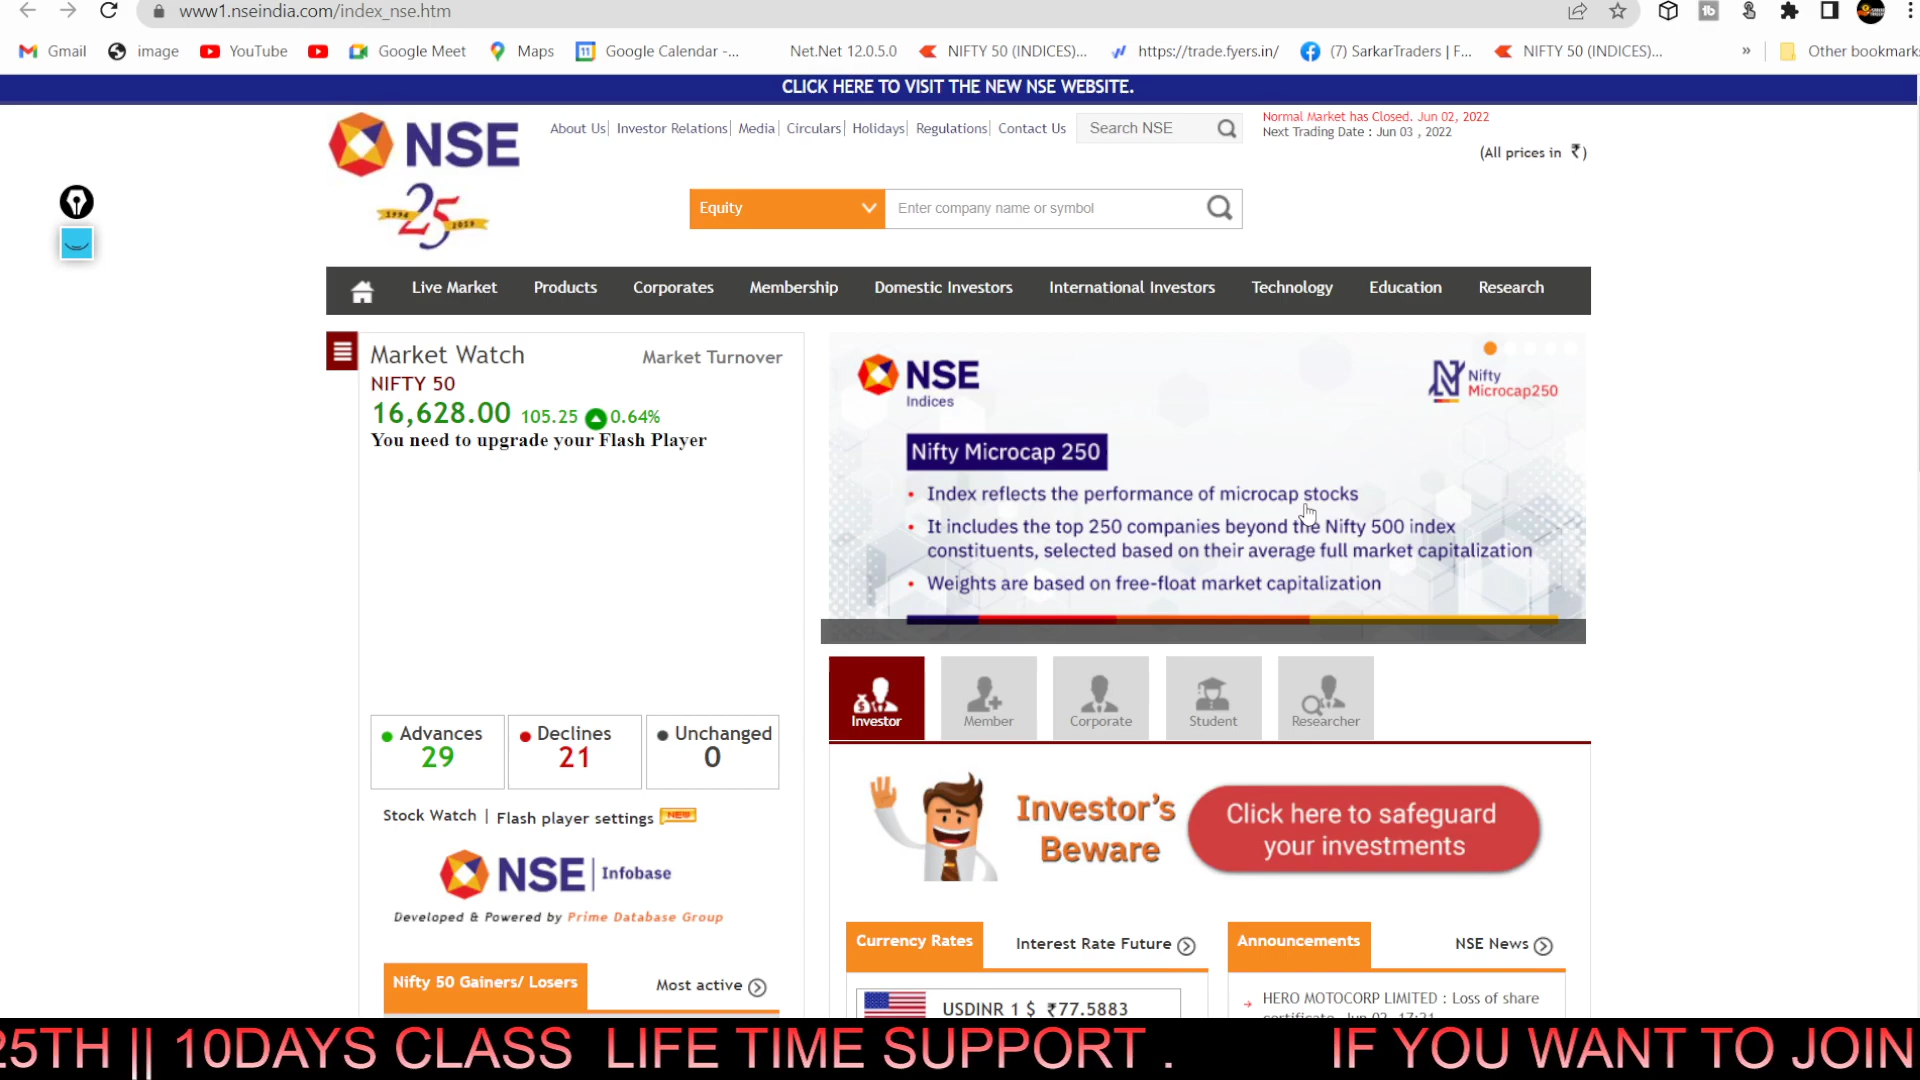 www1.nseindia.com/index_nse.htm
Gmail
image
YouTube
Google Meet
Maps
Google Calendar -...
Net.Net 12.0.5.0
NIFTY 50 (INDICES)...
https://trade.fyers.in/
(7) SarkarTraders | F...
NIFTY 50 (INDICES)...
»
Other bookmarks
CLICK HERE TO VISIT THE NEW NSE WEBSITE.
NSE
1994 25 2019
About Us| Investor Relations| Media| Circulars| Holidays| Regulations| Contact Us
Search NSE
Normal Market has Closed. Jun 02, 2022
Next Trading Date : Jun 03 , 2022
(All prices in ₹)
Equity
Enter company name or symbol
Live Market
Products
Corporates
Membership
Domestic Investors
International Investors
Technology
Education
Research
Market Watch
Market Turnover
NIFTY 50
16,628.00 105.25 0.64%
You need to upgrade your Flash Player
NSE
Indices
Nifty
Microcap250
Nifty Microcap 250
• Index reflects the performance of microcap stocks
• It includes the top 250 companies beyond the Nifty 500 index
constituents, selected based on their average full market capitalization
• Weights are based on free-float market capitalization
Investor
Member
Corporate
Student
Researcher
Advances
29
Declines
21
Unchanged
0
Stock Watch | Flash player settings NEW
NSE | Infobase
Developed & Powered by Prime Database Group
Investor's
Beware
Click here to safeguard
your investments
Nifty 50 Gainers/ Losers
Most active
Currency Rates
Interest Rate Future
USDINR 1 $ ₹77.5883
Announcements
NSE News
HERO MOTOCORP LIMITED : Loss of share
certificate Jun 02, 17:21
25TH || 10DAYS CLASS LIFE TIME SUPPORT . IF YOU WANT TO JOIN